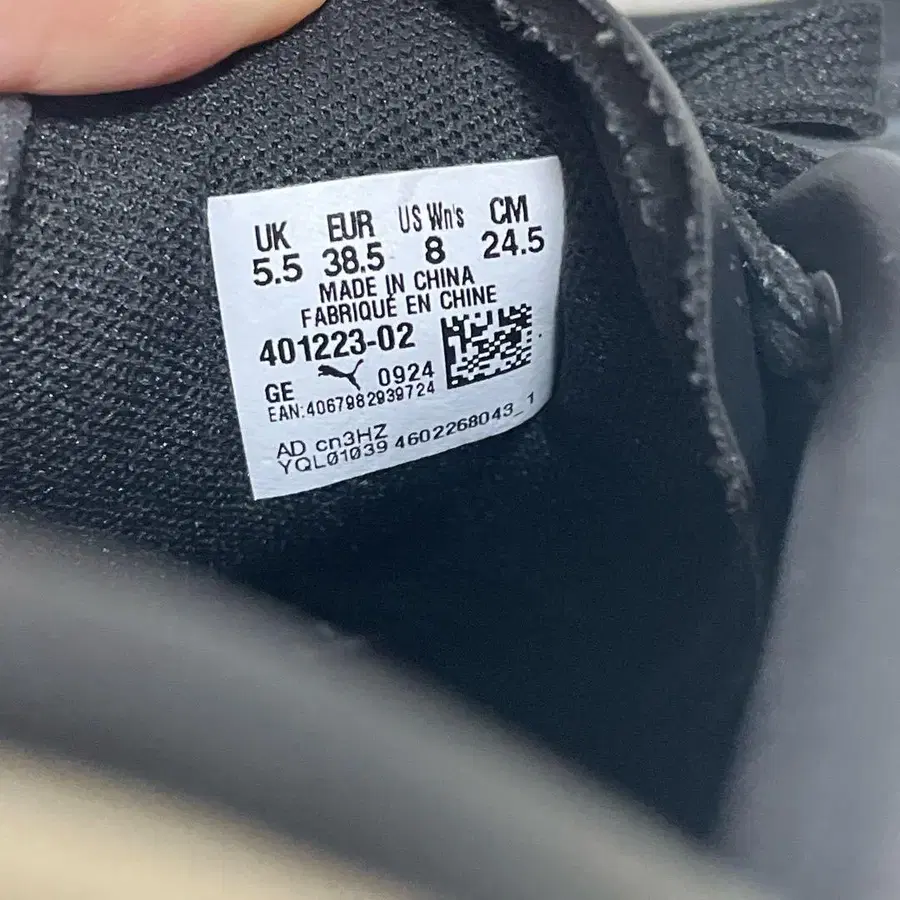 UK EUR US Wn's CM
5.5 38.5 8 24.5
MADE IN CHINA
FABRIQUÉ EN CHINE
401223-02
GE 0924
EAN:4067982939724
AD cn3HZ
YQL01039 4602268043_1